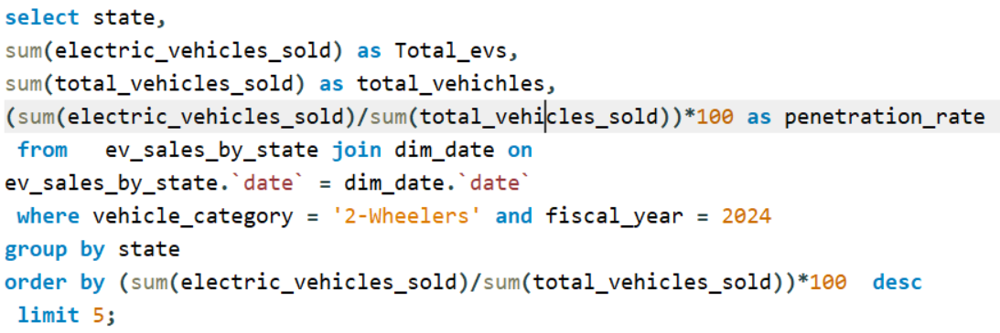 select state,
sum(electric_vehicles_sold) as Total_evs,
sum(total_vehicles_sold) as total_vehichles,
(sum(electric_vehicles_sold)/sum(total_vehicles_sold))*100 as penetration_rate
from   ev_sales_by_state join dim_date on
ev_sales_by_state.`date` = dim_date.`date`
where vehicle_category = '2-Wheelers' and fiscal_year = 2024
group by state
order by (sum(electric_vehicles_sold)/sum(total_vehicles_sold))*100  desc
limit 5;